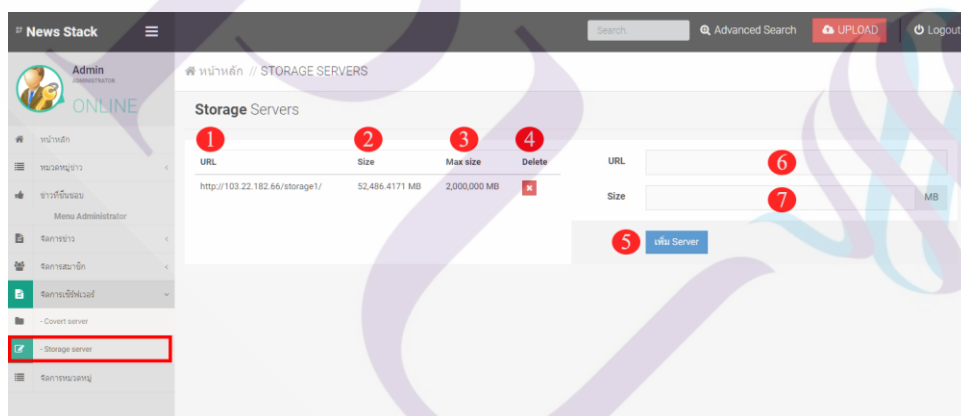 News Stack
Search
Advanced Search
UPLOAD
Logout
Admin
ADMINISTRATOR
ONLINE
หน้าหลัก // STORAGE SERVERS
Storage Servers
1 2 3 4
URL Size Max size Delete
http://103.22.182.66/storage1/ 52,486.4171 MB 2,000,000 MB
URL 6
Size 7 MB
5 เพิ่ม Server
หน้าหลัก
หมวดหมู่ข่าว
ข่าวที่ชื่นชอบ
Menu Administrator
จัดการข่าว
จัดการสมาชิก
จัดการเซิร์ฟเวอร์
- Covert server
- Storage server
จัดการหมวดหมู่